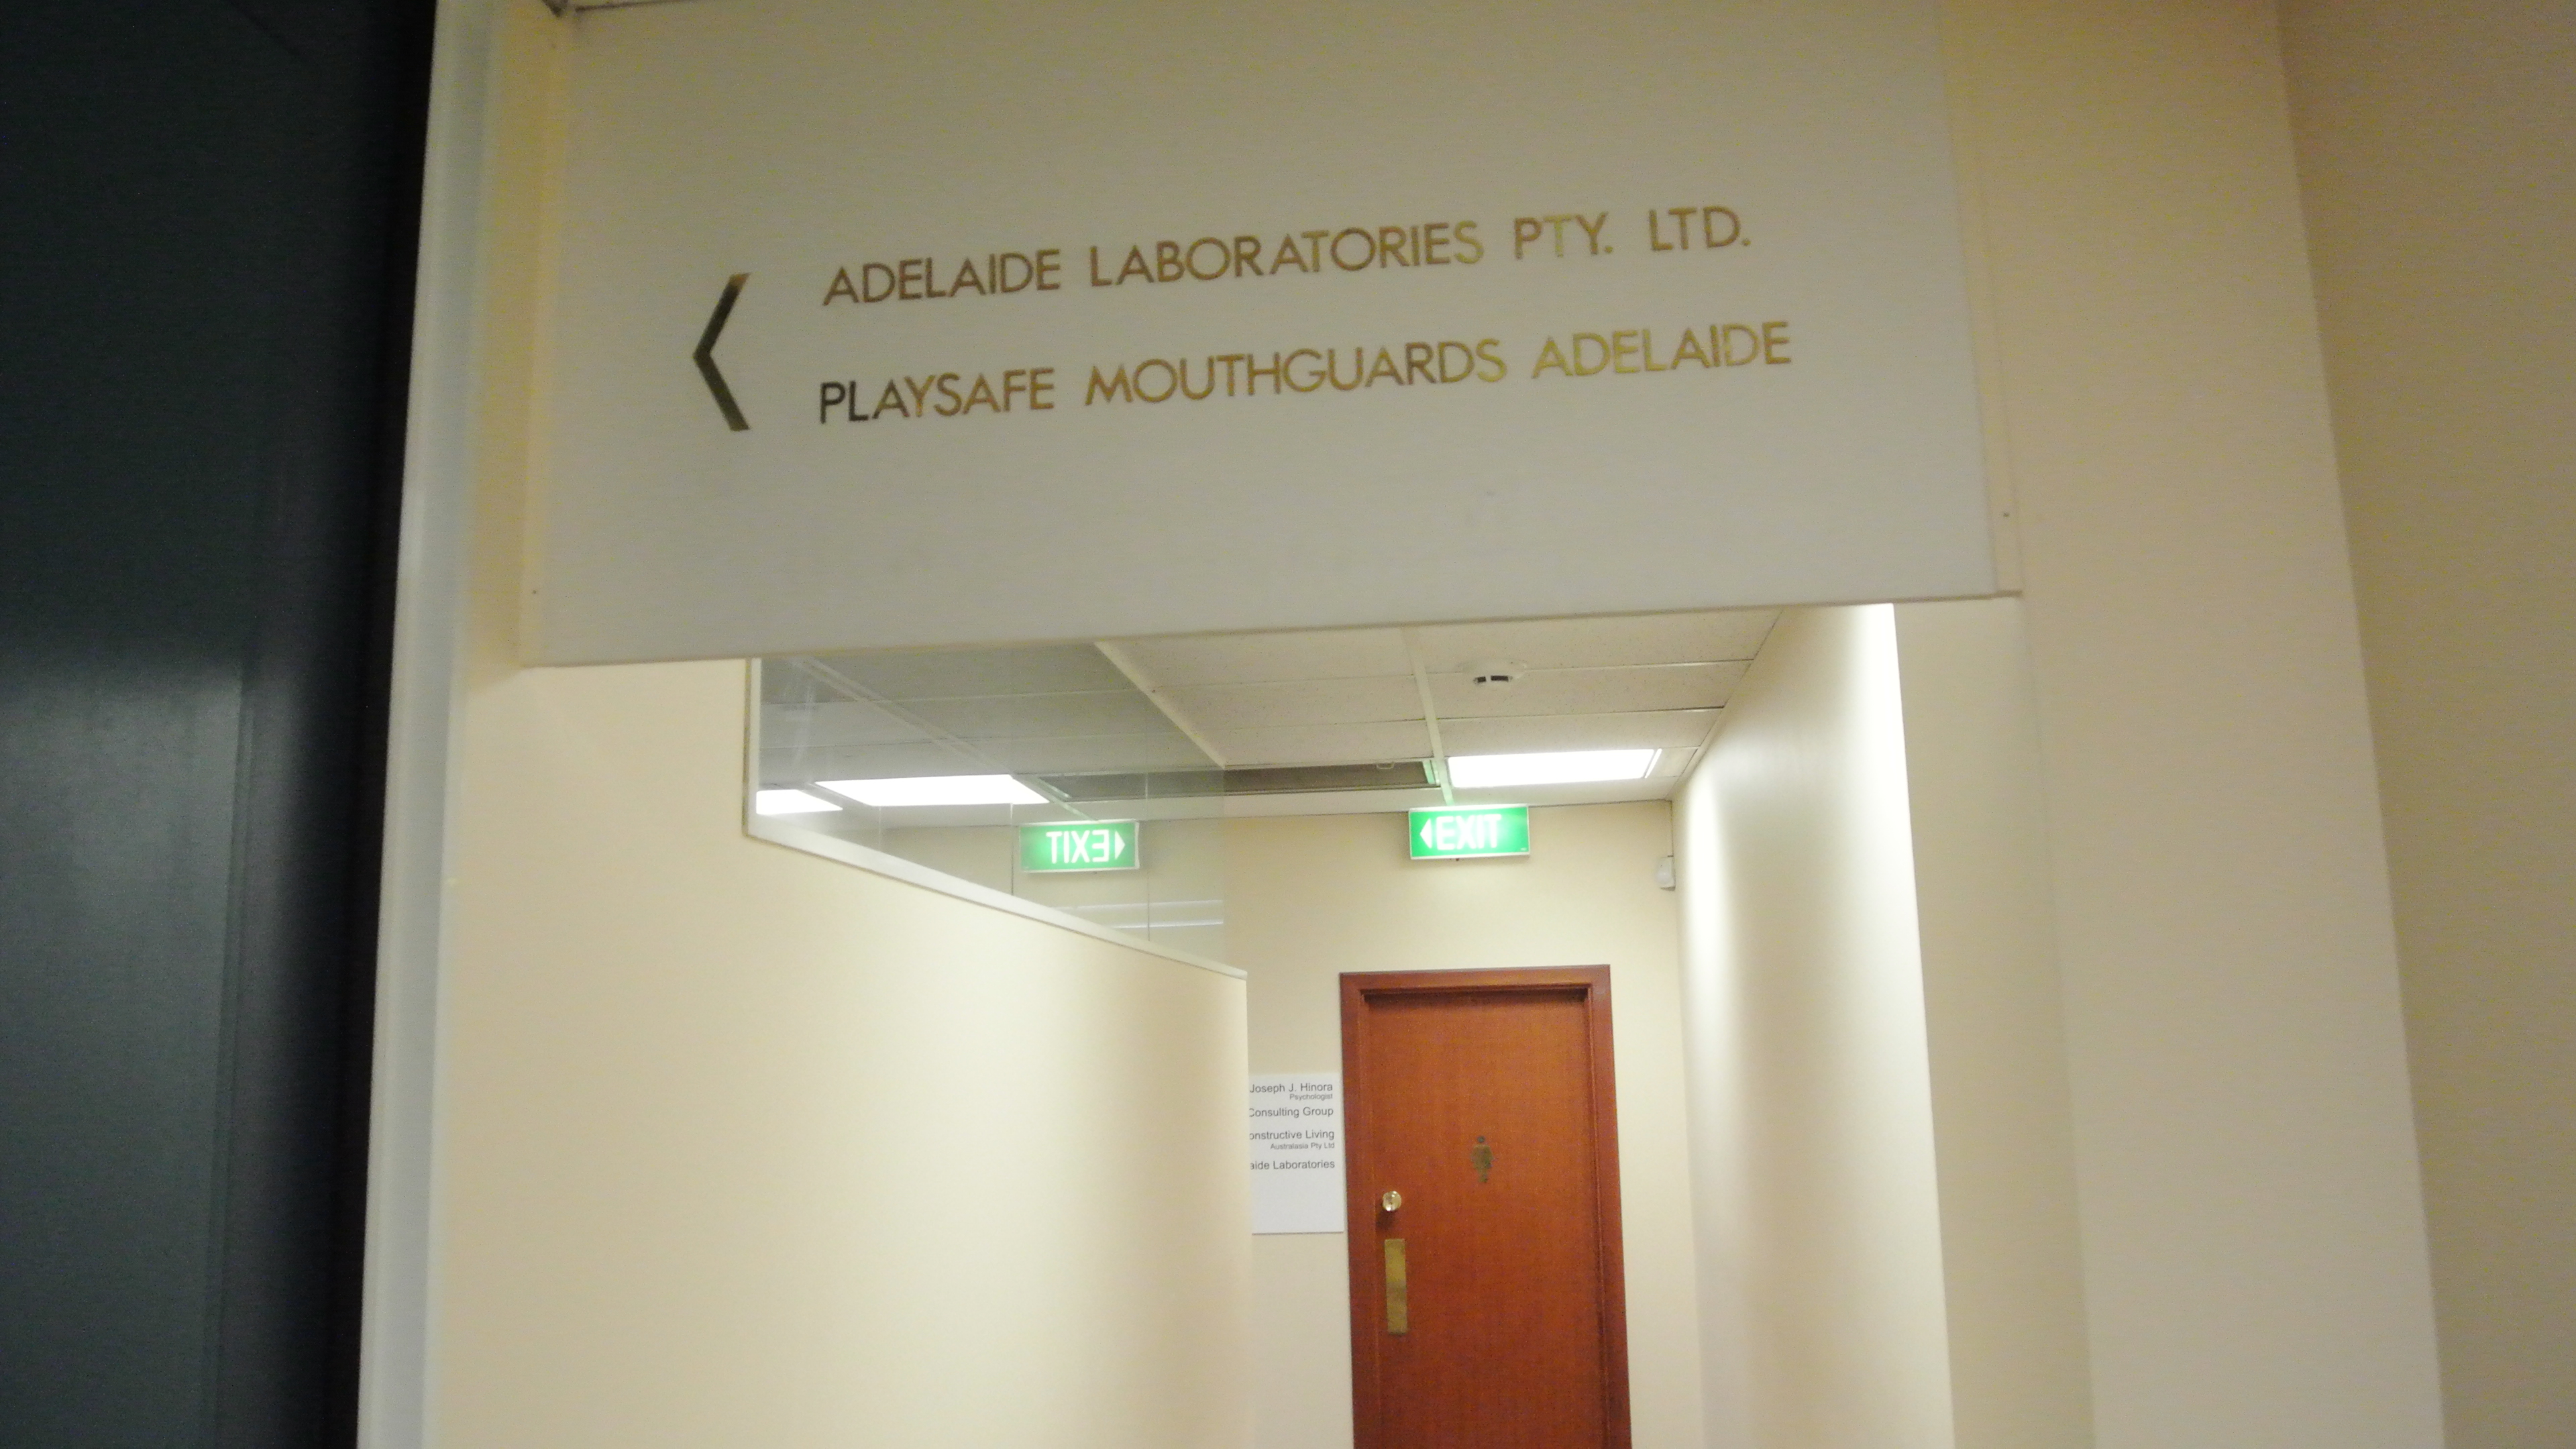 ADELAIDE LABORATORIES PTY. LTD.
PLAYSAFE MOUTHGUARDS ADELAIDE
EXIT
EXIT
Joseph J. Hinora
Psychologist
Consulting Group
onstructive Living
Australasia Pty Ltd
aide Laboratories